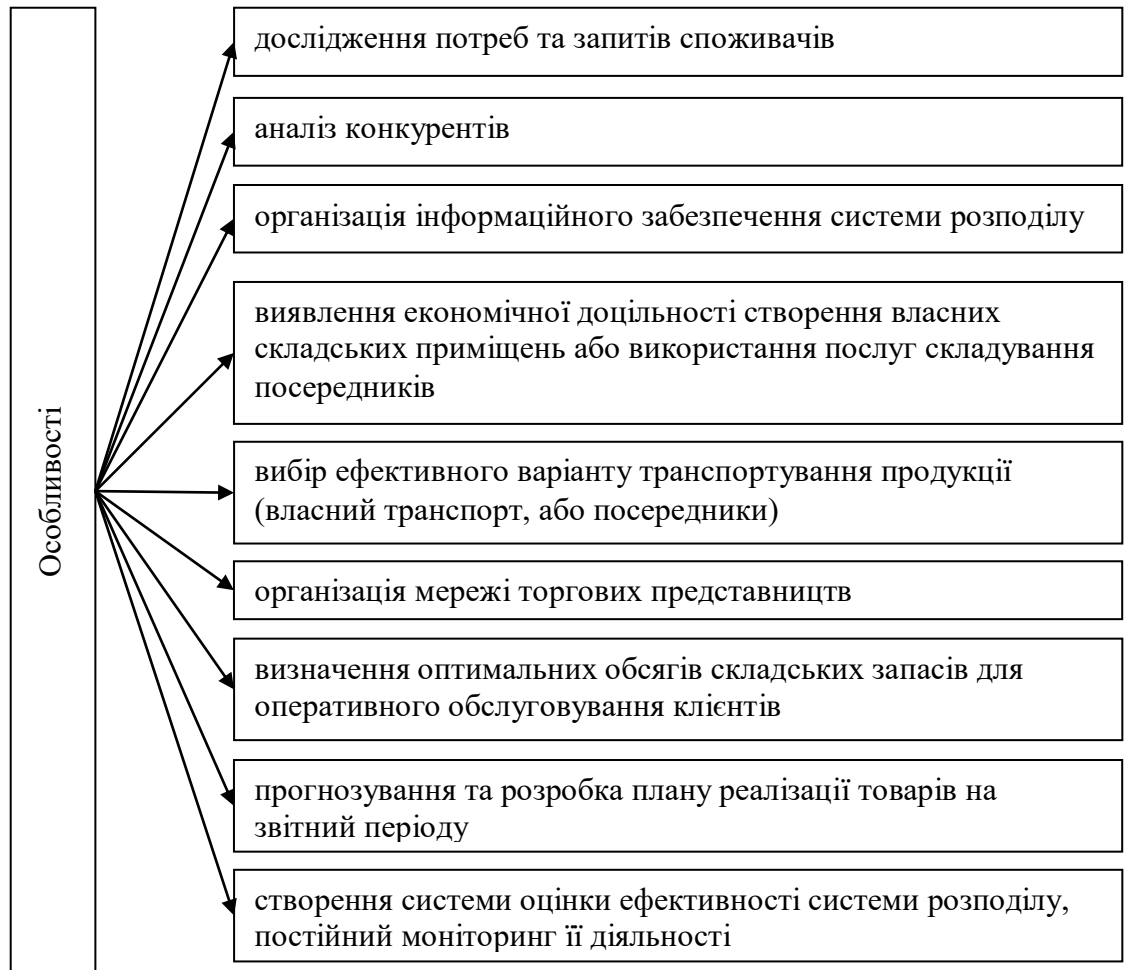 Особливості
дослідження потреб та запитів споживачів
аналіз конкурентів
організація інформаційного забезпечення системи розподілу
виявлення економічної доцільності створення власних
складських приміщень або використання послуг складування
посередників
вибір ефективного варіанту транспортування продукції
(власний транспорт, або посередники)
організація мережі торгових представництв
визначення оптимальних обсягів складських запасів для
оперативного обслуговування клієнтів
прогнозування та розробка плану реалізації товарів на
звітний періоду
створення системи оцінки ефективності системи розподілу,
постійний моніторинг її діяльності